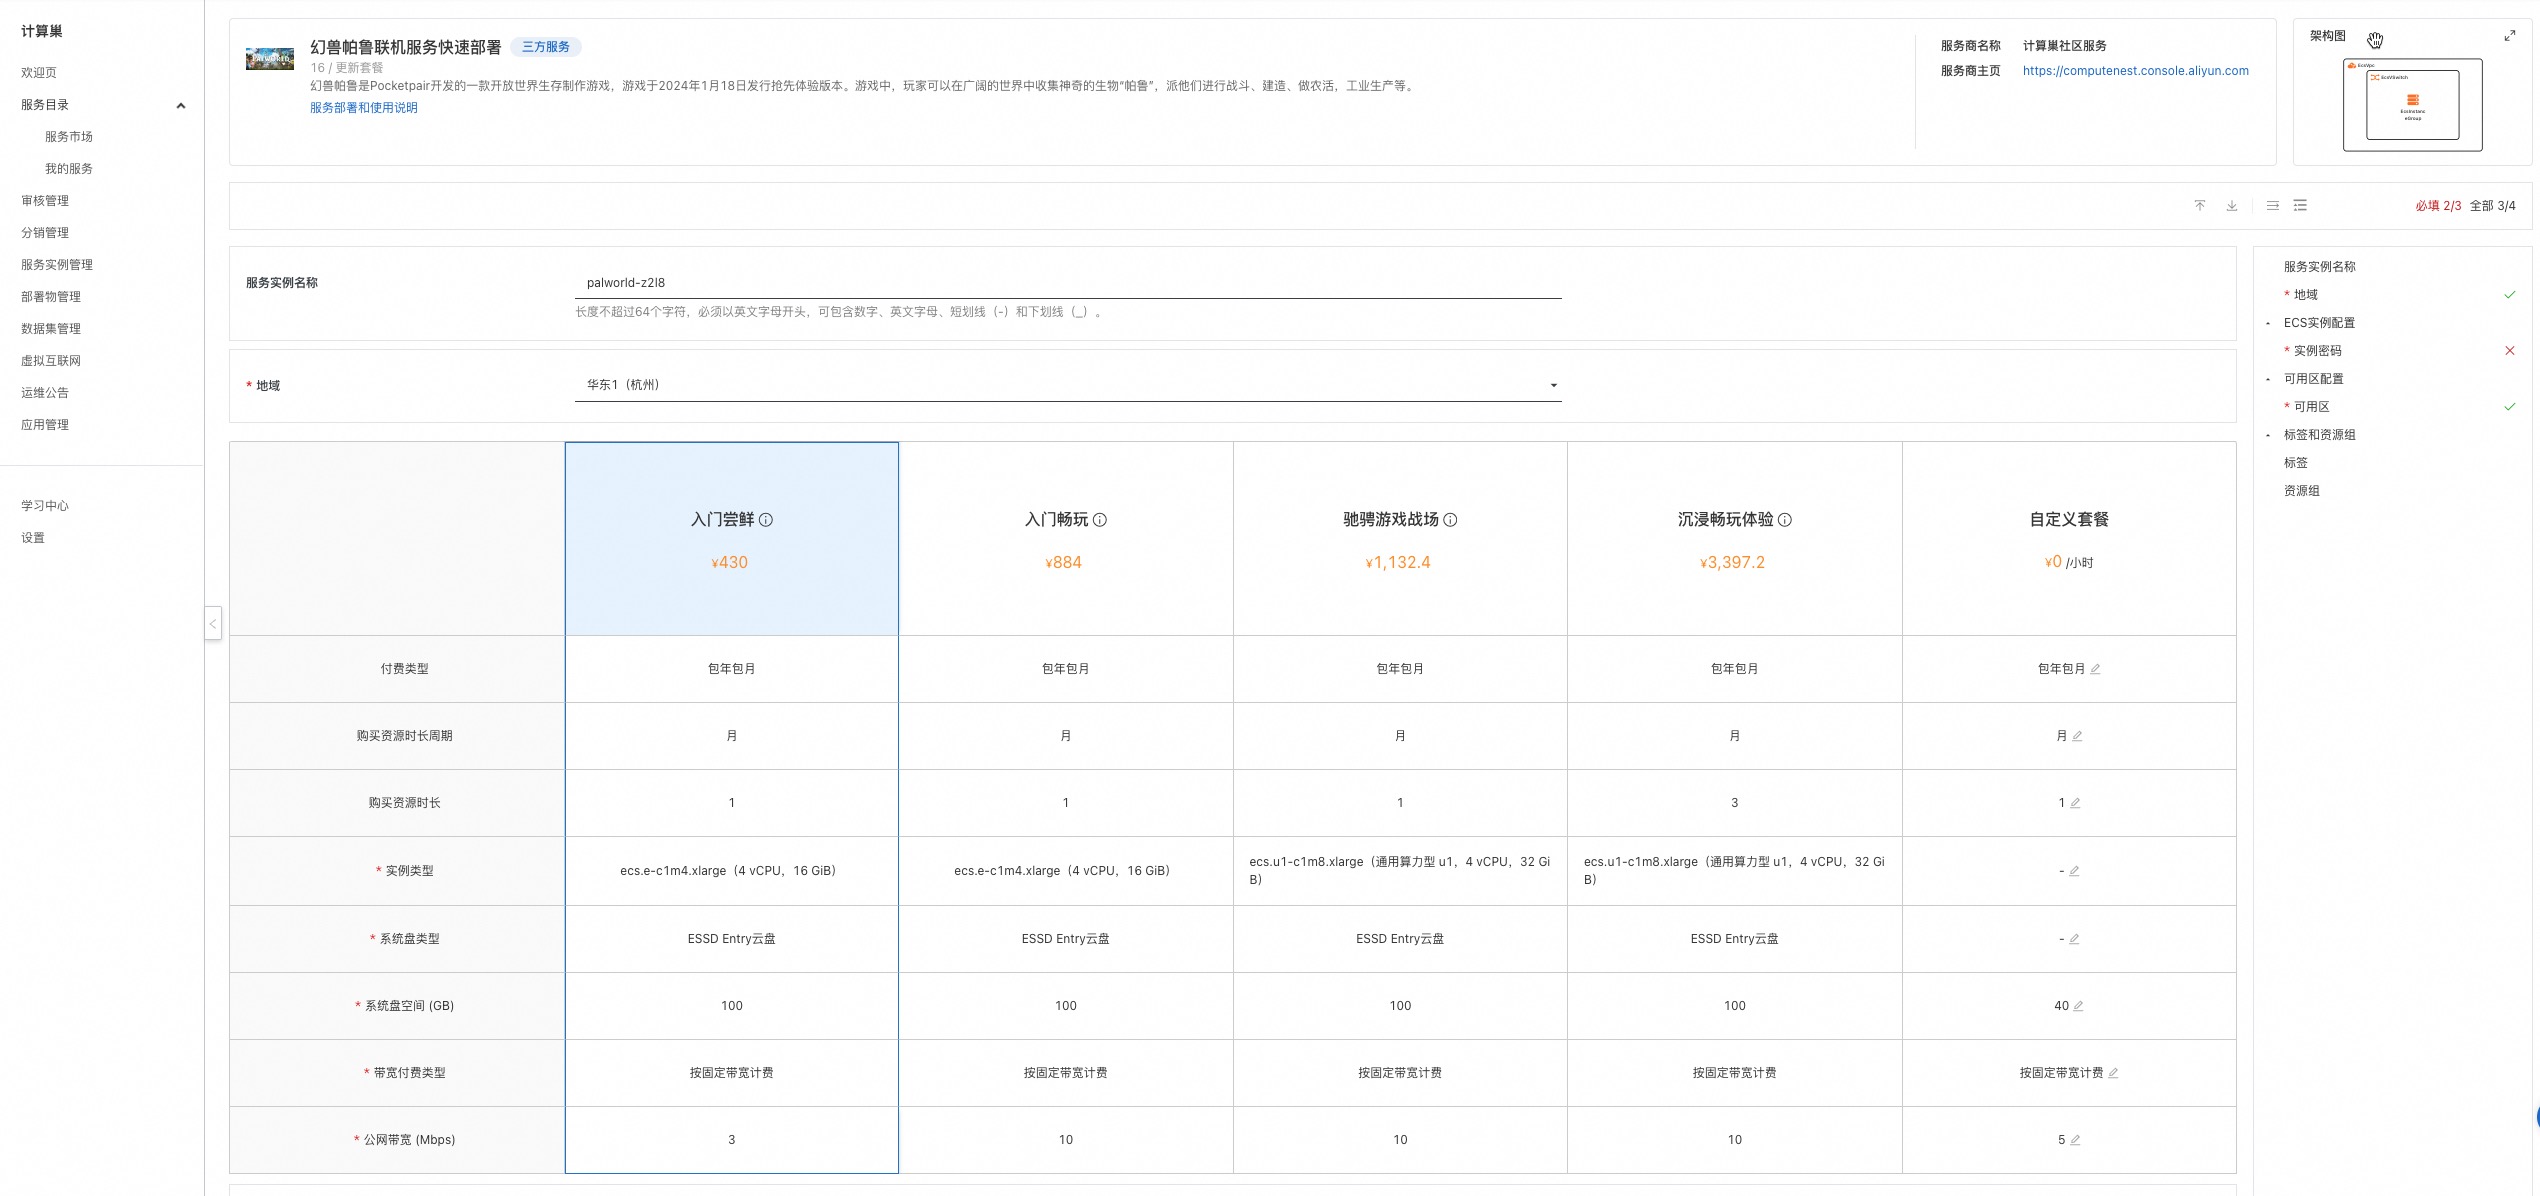 计算巢
欢迎页
服务目录
服务市场
我的服务
审核管理
分销管理
服务实例管理
部署物管理
数据集管理
虚拟互联网
运维公告
应用管理
学习中心
设置
幻兽帕鲁联机服务快速部署 三方服务
16 / 更新套餐
幻兽帕鲁是Pocketpair开发的一款开放世界生存制作游戏，游戏于2024年1月18日发行抢先体验版本。游戏中，玩家可以在广阔的世界中收集神奇的生物“帕鲁”，派他们进行战斗、建造、做农活，工业生产等。
服务部署和使用说明
服务商名称 计算巢社区服务
服务商主页 https://computenest.console.aliyun.com
架构图
EcsVpc
EcsVSwitch
EcsInstanc
eGroup
必填 2/3 全部 3/4
服务实例名称 palworld-z2l8
长度不超过64个字符，必须以英文字母开头，可包含数字、英文字母、短划线（-）和下划线（_）。
* 地域 华东1（杭州）
入门尝鲜 入门畅玩 驰骋游戏战场 沉浸畅玩体验 自定义套餐
¥430 ¥884 ¥1,132.4 ¥3,397.2 ¥0 /小时
付费类型 包年包月 包年包月 包年包月 包年包月 包年包月
购买资源时长周期 月 月 月 月 月
购买资源时长 1 1 1 3 1
* 实例类型 ecs.e-c1m4.xlarge（4 vCPU，16 GiB） ecs.e-c1m4.xlarge（4 vCPU，16 GiB） ecs.u1-c1m8.xlarge（通用算力型 u1，4 vCPU，32 Gi ecs.u1-c1m8.xlarge（通用算力型 u1，4 vCPU，32 Gi -
B） B）
* 系统盘类型 ESSD Entry云盘 ESSD Entry云盘 ESSD Entry云盘 ESSD Entry云盘 -
* 系统盘空间 (GB) 100 100 100 100 40
* 带宽付费类型 按固定带宽计费 按固定带宽计费 按固定带宽计费 按固定带宽计费 按固定带宽计费
* 公网带宽 (Mbps) 3 10 10 10 5
服务实例名称
* 地域
ECS实例配置
* 实例密码
可用区配置
* 可用区
标签和资源组
标签
资源组